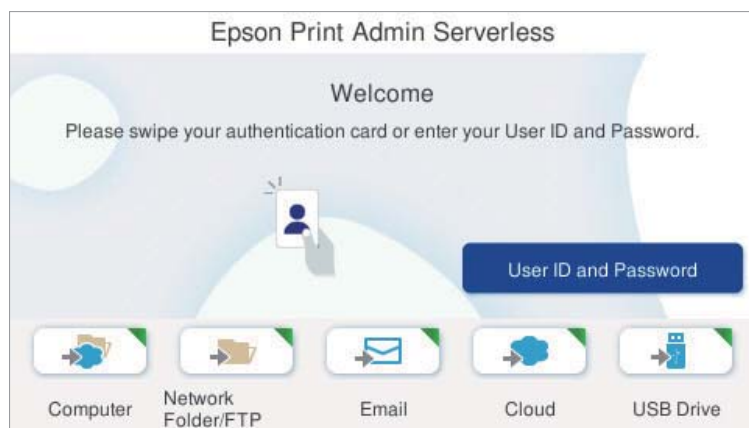 Epson Print Admin Serverless
Welcome
Please swipe your authentication card or enter your User ID and Password.
User ID and Password
Computer
Network
Folder/FTP
Email
Cloud
USB Drive